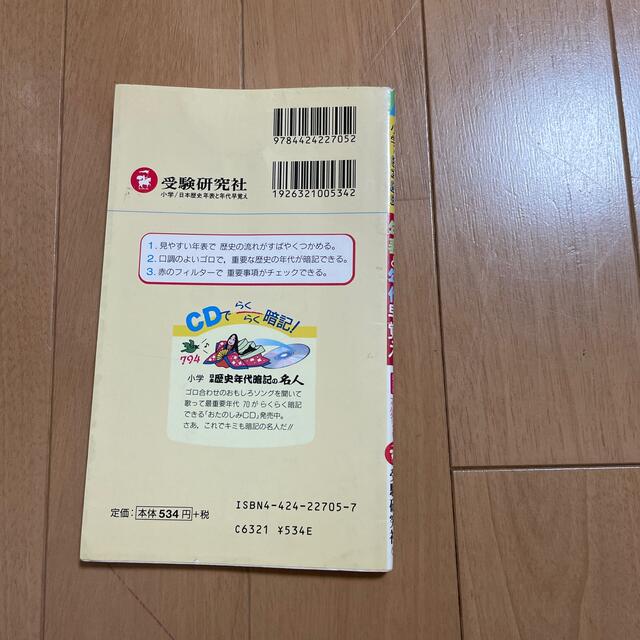 9784424227052
受験研究社
小学/日本歴史年表と年代早覚え
1926321005342
1. 見やすい年表で 歴史の流れがすばやくつかめる。
2. 口調のよいゴロで，重要な歴史の年代が暗記できる。
3. 赤のフィルターで 重要事項がチェックできる。
CDで らくらく 暗記!
794
小学 日本 歴史年代暗記の名人
ゴロ合わせのおもしろソングを聞いて
歌って最重要年代 70 が らくらく暗記
できる「おたのしみCD」発売中。
さあ，これでキミも暗記の名人だ!!
ISBN4-424-22705-7
定価： 本体534円 +税
C6321 ¥534E